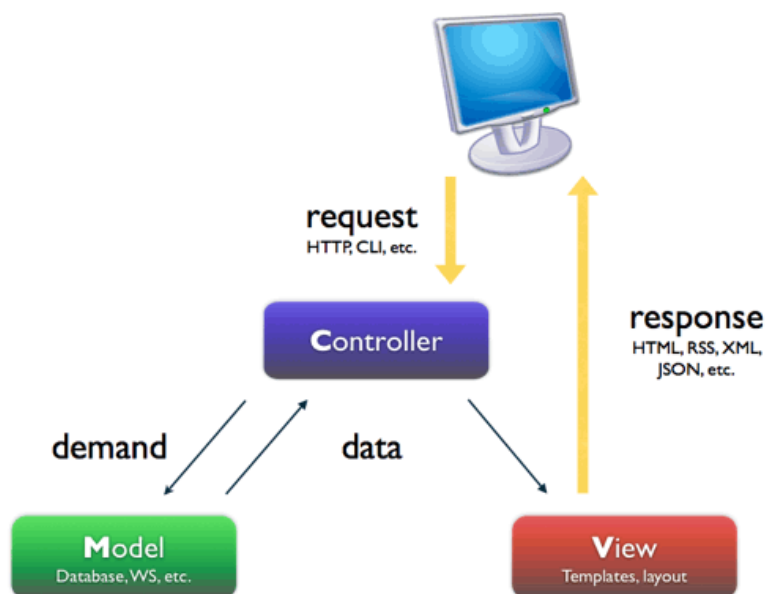 request
HTTP, CLI, etc.
Controller
response
HTML, RSS, XML,
JSON, etc.
demand
data
Model
Database, WS, etc.
View
Templates, layout